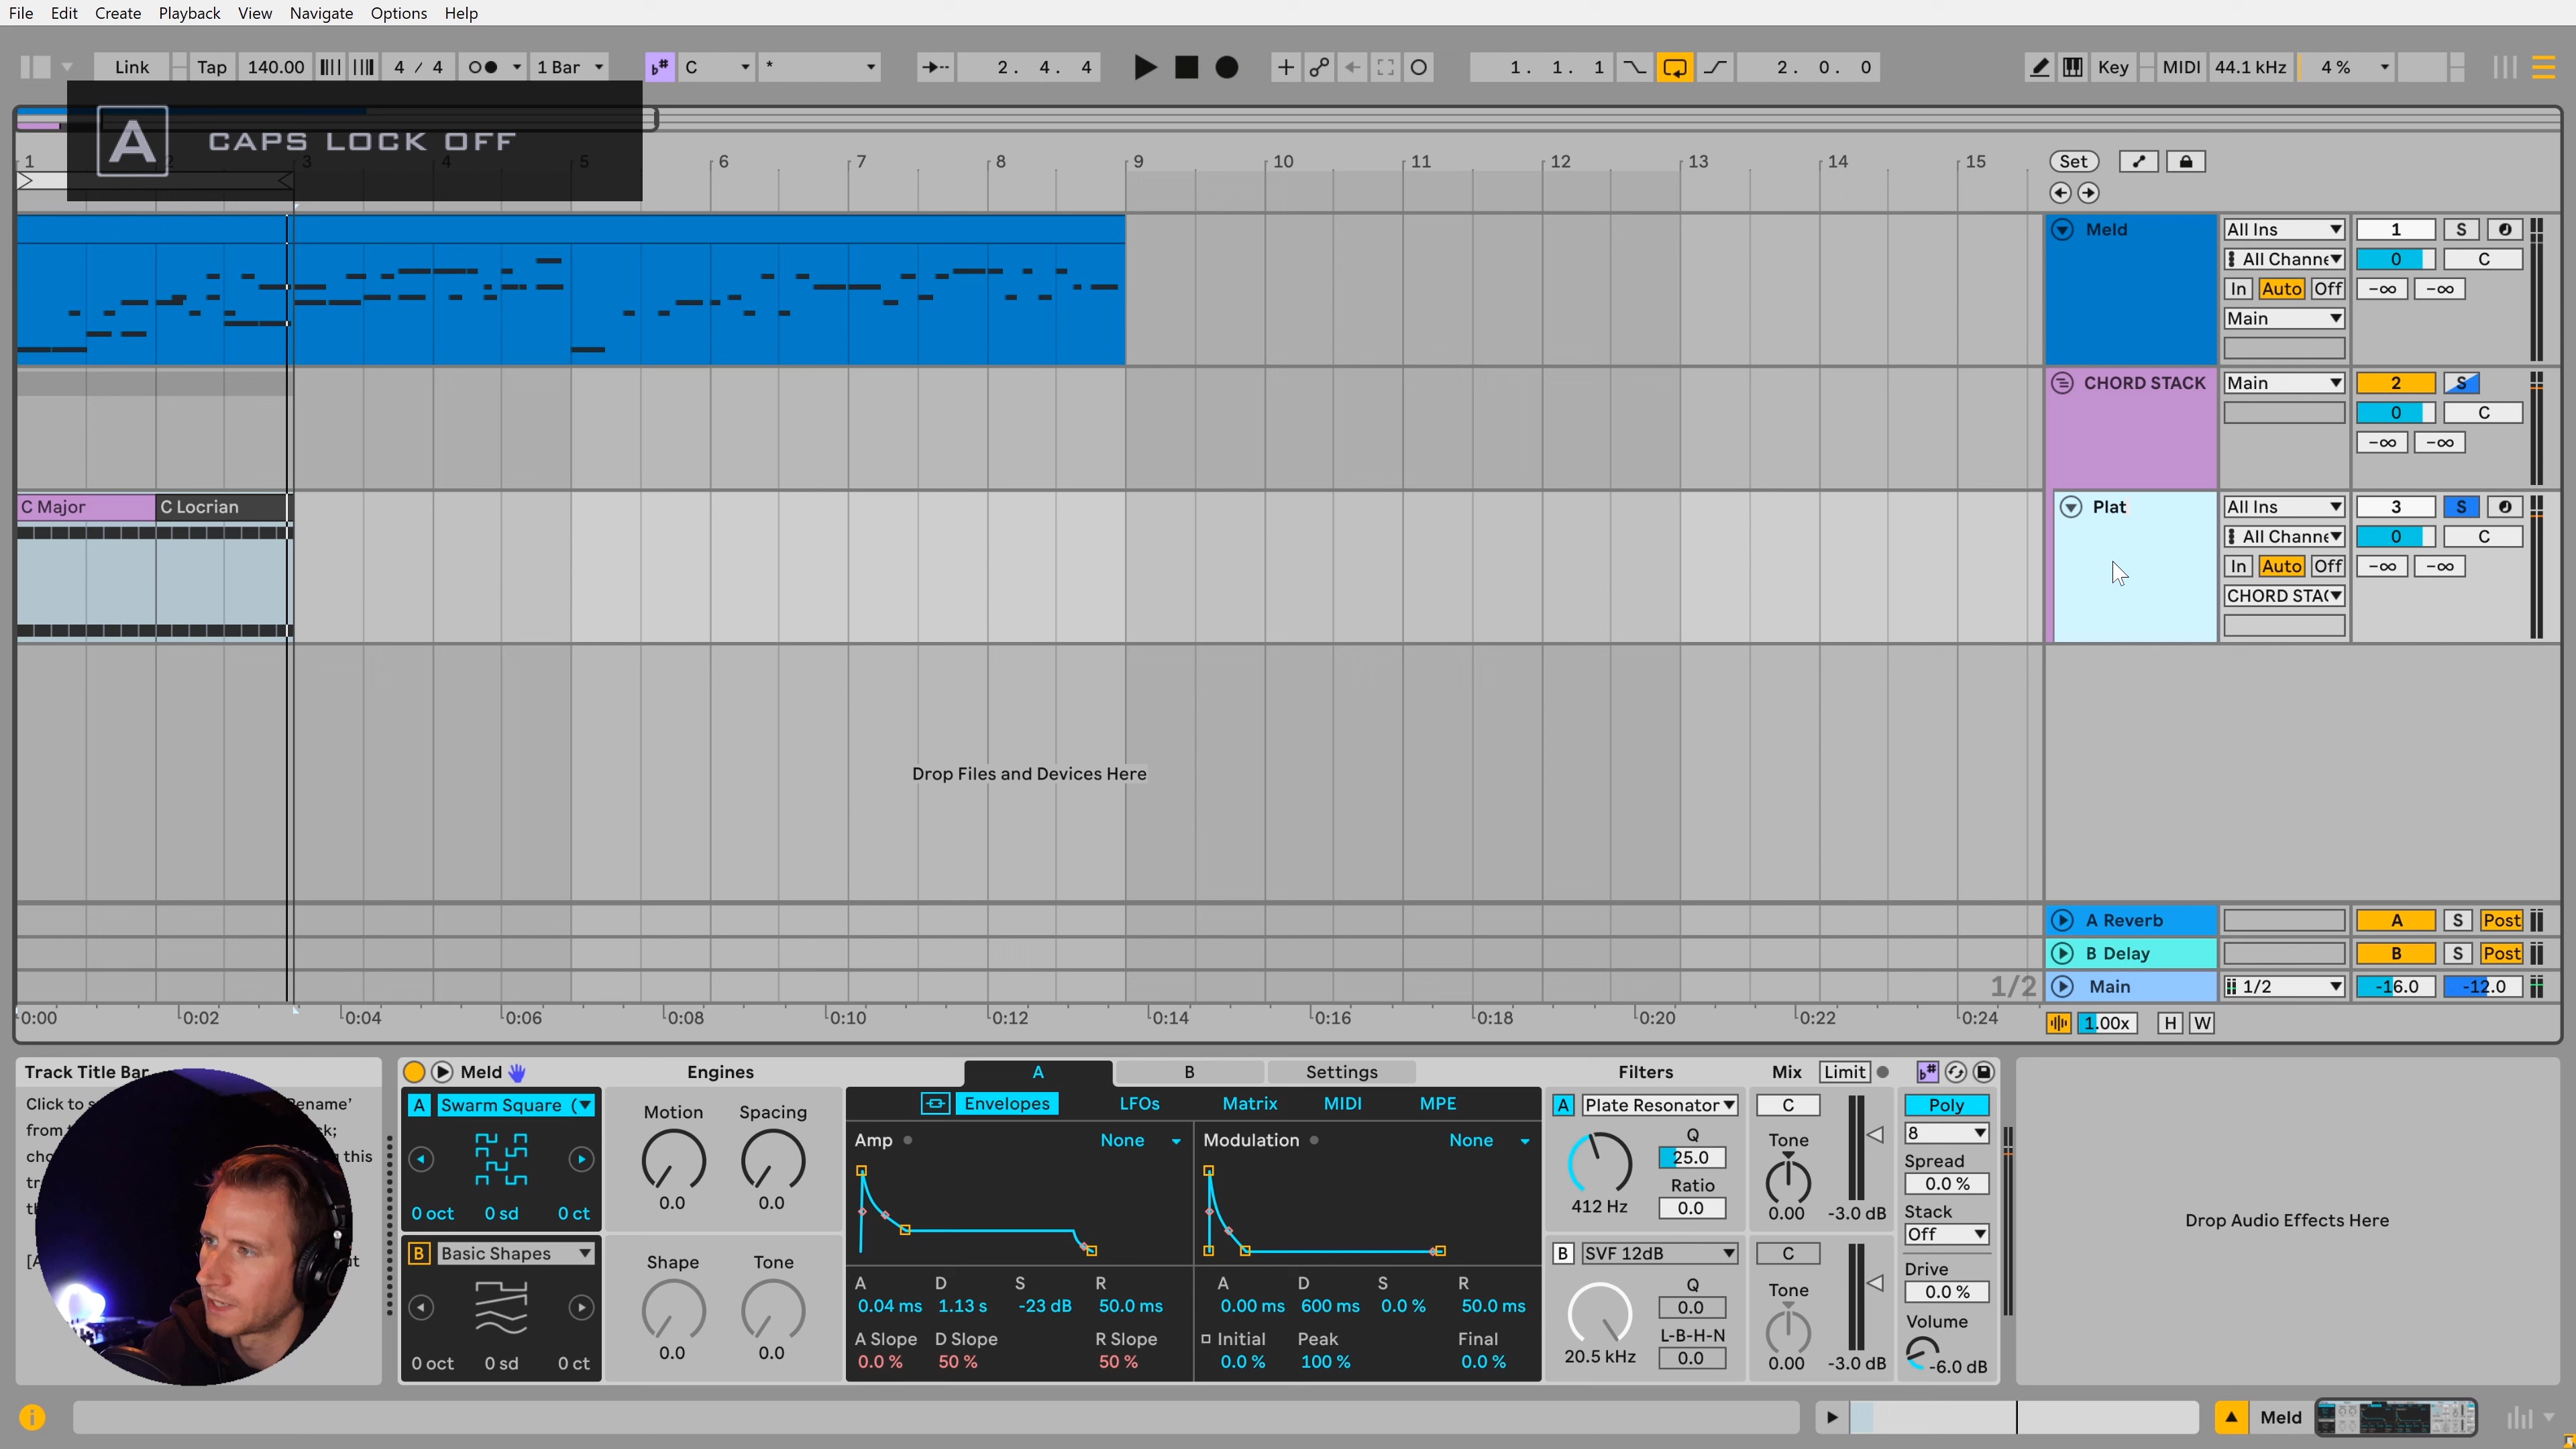 File Edit Create Playback View Navigate Options Help
Link Tap 140.00 4 / 4 1 Bar C * 2. 4. 4 1. 1. 1 2. 0. 0 Key MIDI 44.1 kHz 4 %
A CAPS LOCK OFF
1 2 3 4 5 6 7 8 9 10 11 12 13 14 15 Set
Meld All Ins 1 S
All Channe 0 C
In Auto Off -∞ -∞
Main
CHORD STACK Main 2 S
0 C
-∞ -∞
C Major C Locrian Plat All Ins 3 S
All Channe 0 C
In Auto Off -∞ -∞
CHORD STA
Drop Files and Devices Here
A Reverb A S Post
B Delay B S Post
1/2 Main 1/2 -16.0 -12.0
0:00 0:02 0:04 0:06 0:08 0:10 0:12 0:14 0:16 0:18 0:20 0:22 0:24 1.00x H W
Track Title Bar Meld Engines A B Settings Filters Mix Limit
Click to ename'
from
this
A Swarm Square ( Motion Spacing Envelopes LFOs Matrix MIDI MPE A Plate Resonator C Poly
Amp None Modulation None Q Tone 8
25.0 Spread
Ratio 0.0 %
0.0 0.0 412 Hz 0.0 0.00 -3.0 dB Stack
0 oct 0 sd 0 ct Off
B Basic Shapes Shape Tone B SVF 12dB C Drive
A D S R A D S R Q Tone 0.0 %
0.04 ms 1.13 s -23 dB 50.0 ms 0.00 ms 600 ms 0.0 % 50.0 ms 0.0 Volume
A Slope D Slope R Slope Initial Peak Final L-B-H-N
0 oct 0 sd 0 ct 0.0 0.0 0.0 % 50 % 50 % 0.0 % 100 % 0.0 % 20.5 kHz 0.0 0.00 -3.0 dB -6.0 dB
Drop Audio Effects Here
Meld